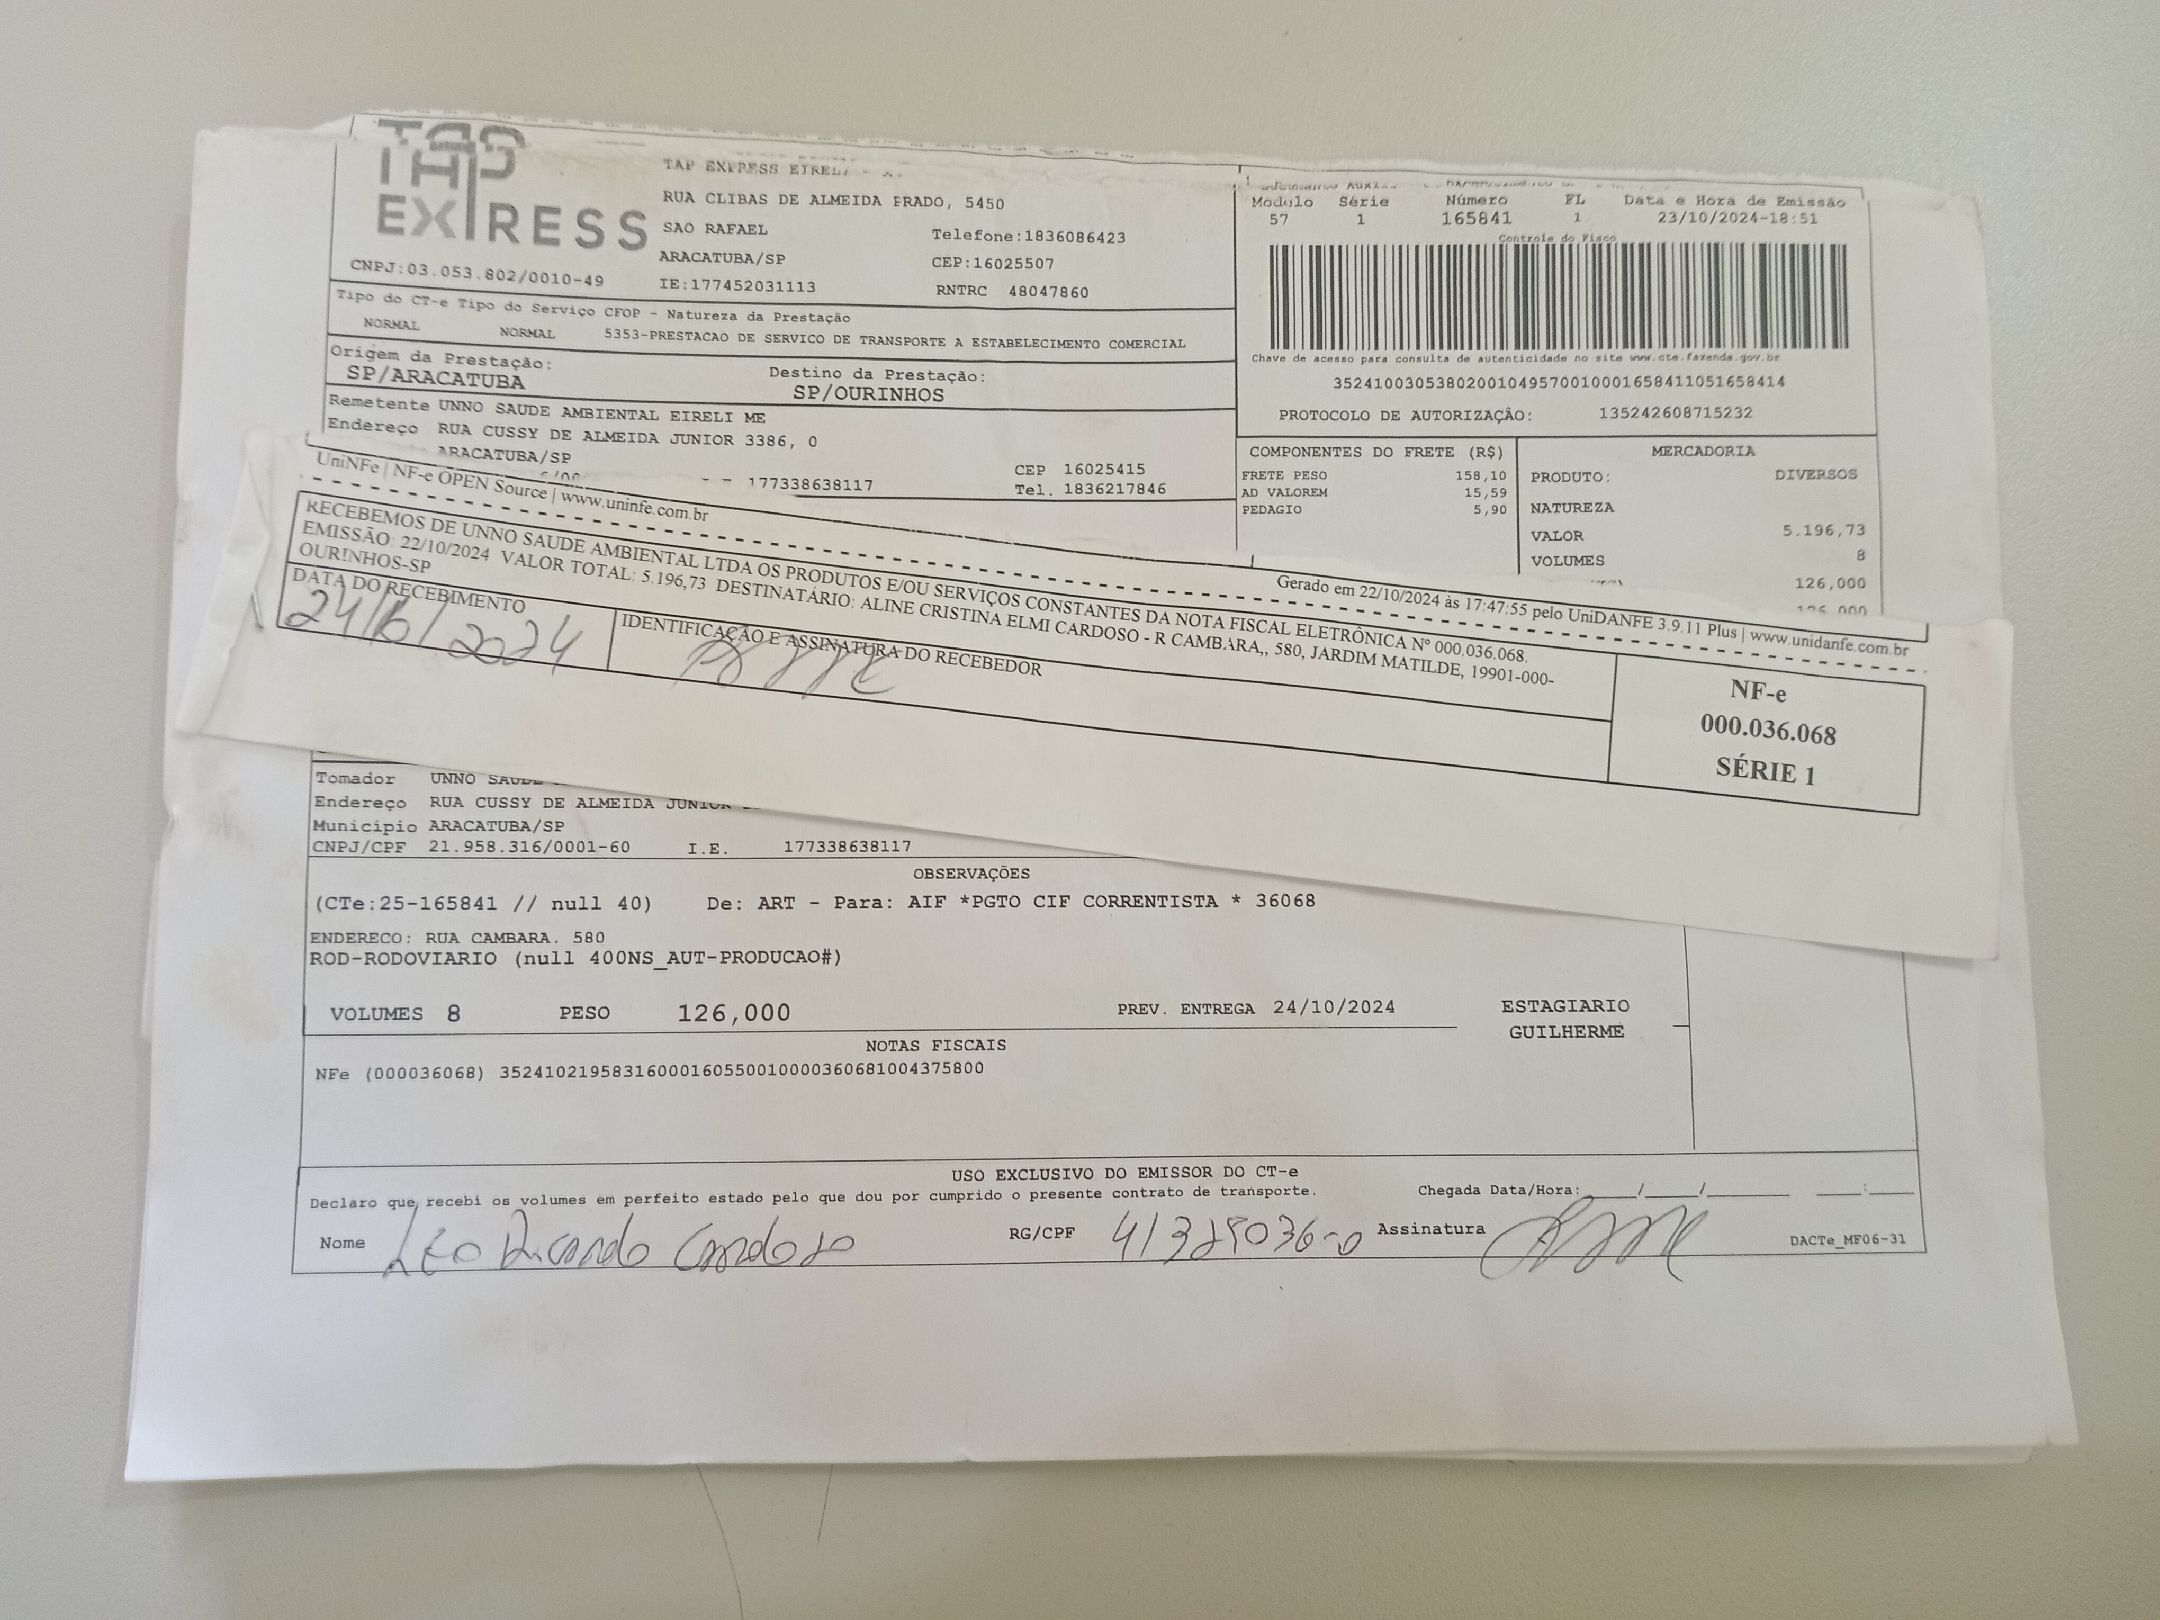 TAP EXPRESS
TAP EXPRESS EIRELI
RUA CLIBAS DE ALMEIDA PRADO, 5450
SAO RAFAEL Telefone:1836086423
ARACATUBA/SP CEP:16025507
CNPJ:03.053.802/0010-49 IE:177452031113 RNTRC 48047860
Modulo Série Número FL Data e Hora de Emissão
57 1 165841 1 23/10/2024-18:51
Controle do Fisco
Chave de acesso para consulta de autenticidade no site www.cte.fazenda.gov.br
35241003053802001049570010001658411051658414
PROTOCOLO DE AUTORIZAÇÃO: 135242608715232
Tipo do CT-e Tipo do Serviço CFOP - Natureza da Prestação
NORMAL NORMAL 5353-PRESTACAO DE SERVICO DE TRANSPORTE A ESTABELECIMENTO COMERCIAL
Origem da Prestação: Destino da Prestação:
SP/ARACATUBA SP/OURINHOS
Remetente UNNO SAUDE AMBIENTAL EIRELI ME
Endereço RUA CUSSY DE ALMEIDA JUNIOR 3386, 0
ARACATUBA/SP CEP 16025415
177338638117 Tel. 1836217846
COMPONENTES DO FRETE (R$)
FRETE PESO 158,10
AD VALOREM 15,59
PEDAGIO 5,90
MERCADORIA
PRODUTO: DIVERSOS
NATUREZA
VALOR 5.196,73
VOLUMES 8
126,000
126,000
UniNFe | NF-e OPEN Source | www.uninfe.com.br
Gerado em 22/10/2024 às 17:47:55 pelo UniDANFE 3.9.11 Plus | www.unidanfe.com.br
RECEBEMOS DE UNNO SAUDE AMBIENTAL LTDA OS PRODUTOS E/OU SERVIÇOS CONSTANTES DA NOTA FISCAL ELETRÔNICA Nº 000.036.068.
EMISSÃO: 22/10/2024 VALOR TOTAL: 5.196,73 DESTINATÁRIO: ALINE CRISTINA ELMI CARDOSO - R CAMBARA,, 580, JARDIM MATILDE, 19901-000-
OURINHOS-SP
DATA DO RECEBIMENTO
24/10/2024
IDENTIFICAÇÃO E ASSINATURA DO RECEBEDOR
NF-e
000.036.068
SÉRIE 1
Tomador UNNO SAUDE
Endereço RUA CUSSY DE ALMEIDA JUNIOR
Município ARACATUBA/SP
CNPJ/CPF 21.958.316/0001-60 I.E. 177338638117
OBSERVAÇÕES
(CTe:25-165841 // null 40) De: ART - Para: AIF *PGTO CIF CORRENTISTA * 36068
ENDERECO: RUA CAMBARA. 580
ROD-RODOVIARIO (null 400NS_AUT-PRODUCAO#)
VOLUMES 8 PESO 126,000 PREV. ENTREGA 24/10/2024 ESTAGIARIO
GUILHERME
NOTAS FISCAIS
NFe (000036068) 35241021958316000160550010000360681004375800
USO EXCLUSIVO DO EMISSOR DO CT-e
Declaro que recebi os volumes em perfeito estado pelo que dou por cumprido o presente contrato de transporte. Chegada Data/Hora: ____/____/______ ____:____
Nome Leo Ricardo Cardoso RG/CPF 41329036-0 Assinatura
DACTe_MF06-31